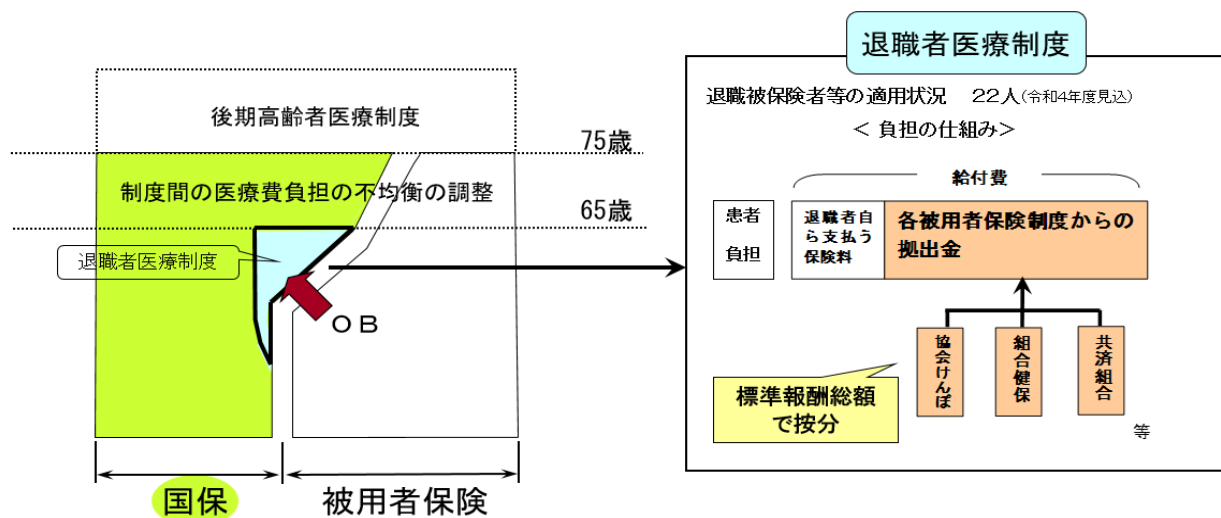 後期高齢者医療制度
75歳
制度間の医療費負担の不均衡の調整
65歳
退職者医療制度
ＯＢ
国保
被用者保険
退職者医療制度
退職被保険者等の適用状況　22人(令和4年度見込)
＜ 負担の仕組み＞
給付費
患者
負担
退職者自
ら支払う
保険料
各被用者保険制度からの
拠出金
協会けんぽ
組合健保
共済組合
等
標準報酬総額
で按分